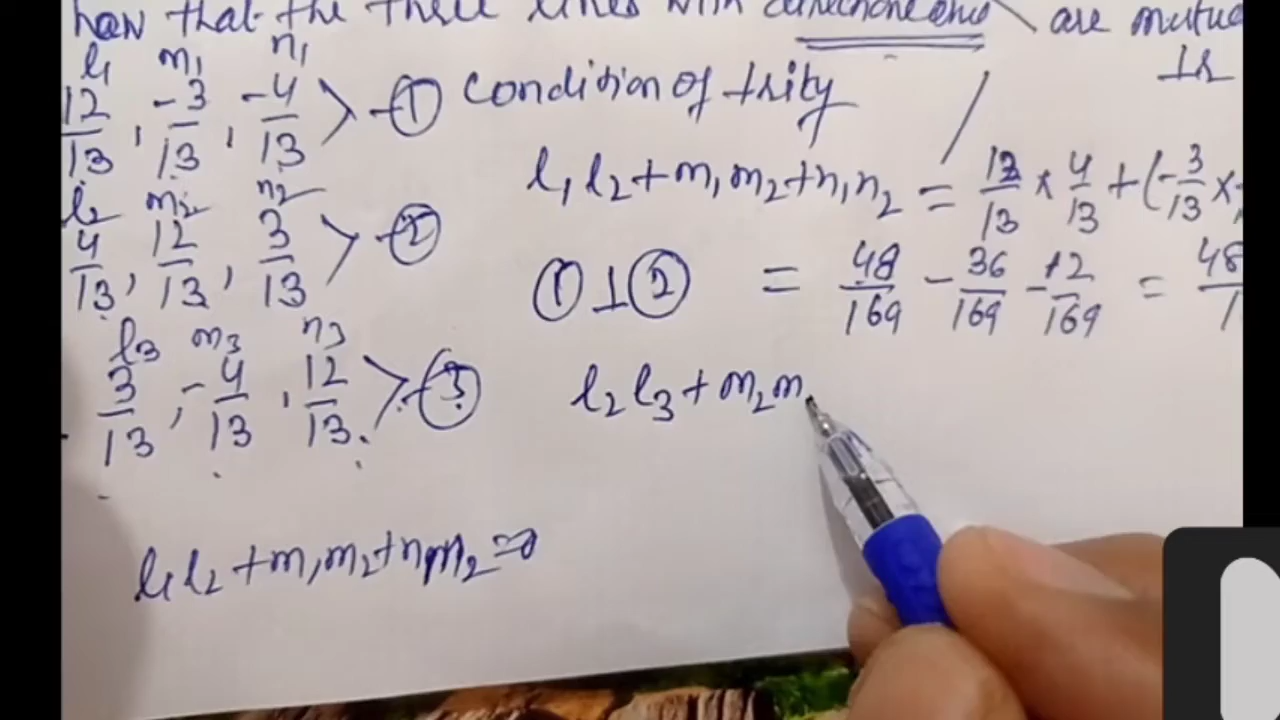 how that the three lines with direction cosines are mutua
⊥r
l₁ m₁ n₁
12/13, -3/13, -4/13 > -①
Condition of ⊥rity
l₂ m₂ n₂
4/13, 12/13, 3/13 > -②
l₁l₂+m₁m₂+n₁n₂ = 12/13 × 4/13 + (-3/13 ×
①⊥② = 48/169 - 36/169 - 12/169 = 48
l₃ m₃ n₃
3/13, -4/13, 12/13 > -③
l₂l₃+m₂m
l₁l₂+m₁m₂+n₁n₂=0